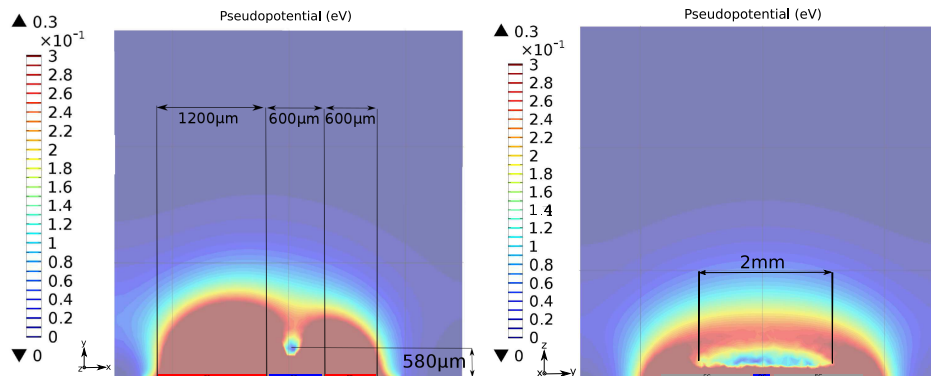 Pseudopotential (eV)
▲ 0.3
×10⁻¹
3
2.8
2.6
2.4
2.2
2
1.8
1.6
1.4
1.2
1
0.8
0.6
0.4
0.2
0
▼ 0
y
z
x
1200µm
600µm
600µm
580µm
Pseudopotential (eV)
▲ 0.3
×10⁻¹
3
2.8
2.6
2.4
2.2
2
1.8
1.6
1.4
1.2
1
0.8
0.6
0.4
0.2
0
▼ 0
z
x
y
2mm